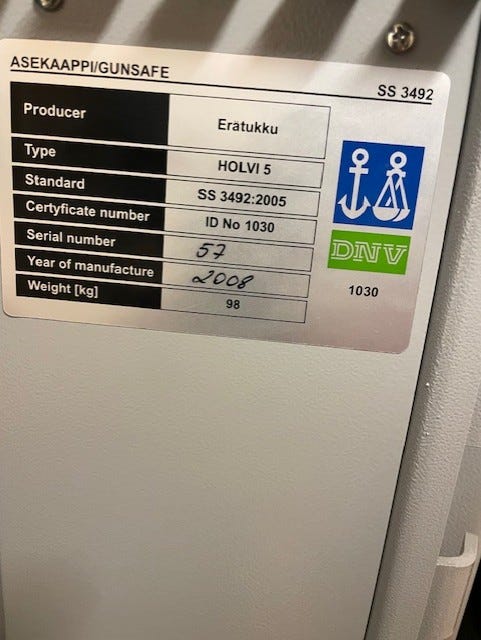 ASEKAAPPI/GUNSAFE
SS 3492
Producer Erätukku
Type HOLVI 5
Standard SS 3492:2005
Certyficate number ID No 1030
Serial number 57
Year of manufacture 2008
Weight [kg] 98
DNV
1030